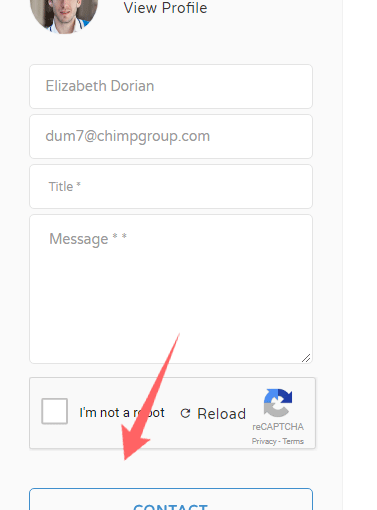 View Profile
Elizabeth Dorian
dum7@chimpgroup.com
Title *
Message * *
I'm not a robot
Reload
reCAPTCHA
Privacy - Terms
CONTACT